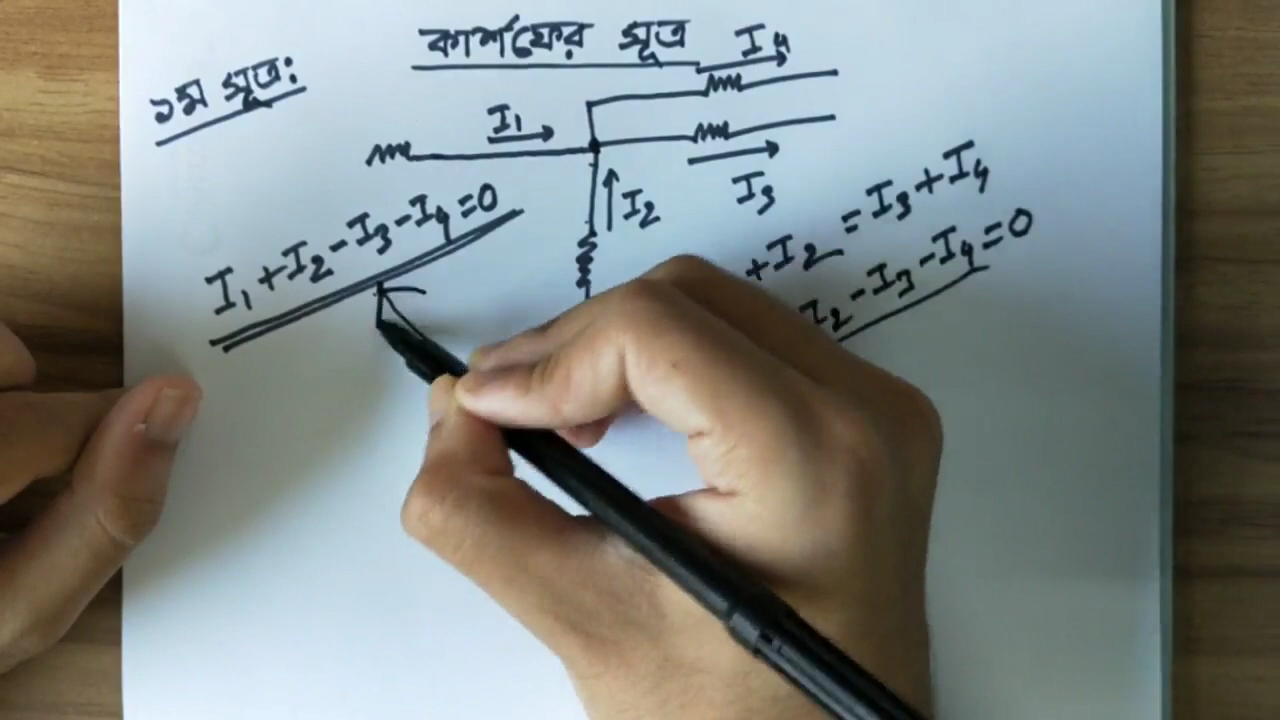 কার্শফের সূত্র
১ম সূত্র:
I₄
I₁
I₃
I₂
I₁+I₂-I₃-I₄=0
+I₂=I₃+I₄
I₂-I₃-I₄=0